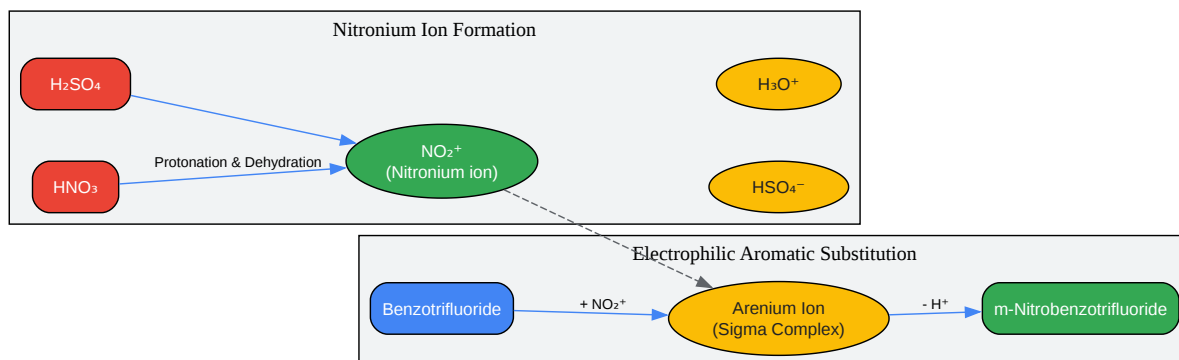 Nitronium Ion Formation
H₂SO₄
H₃O⁺
NO₂⁺
(Nitronium ion)
Protonation & Dehydration
HNO₃
HSO₄⁻
Electrophilic Aromatic Substitution
Benzotrifluoride
+ NO₂⁺
Arenium Ion
(Sigma Complex)
- H⁺
m-Nitrobenzotrifluoride